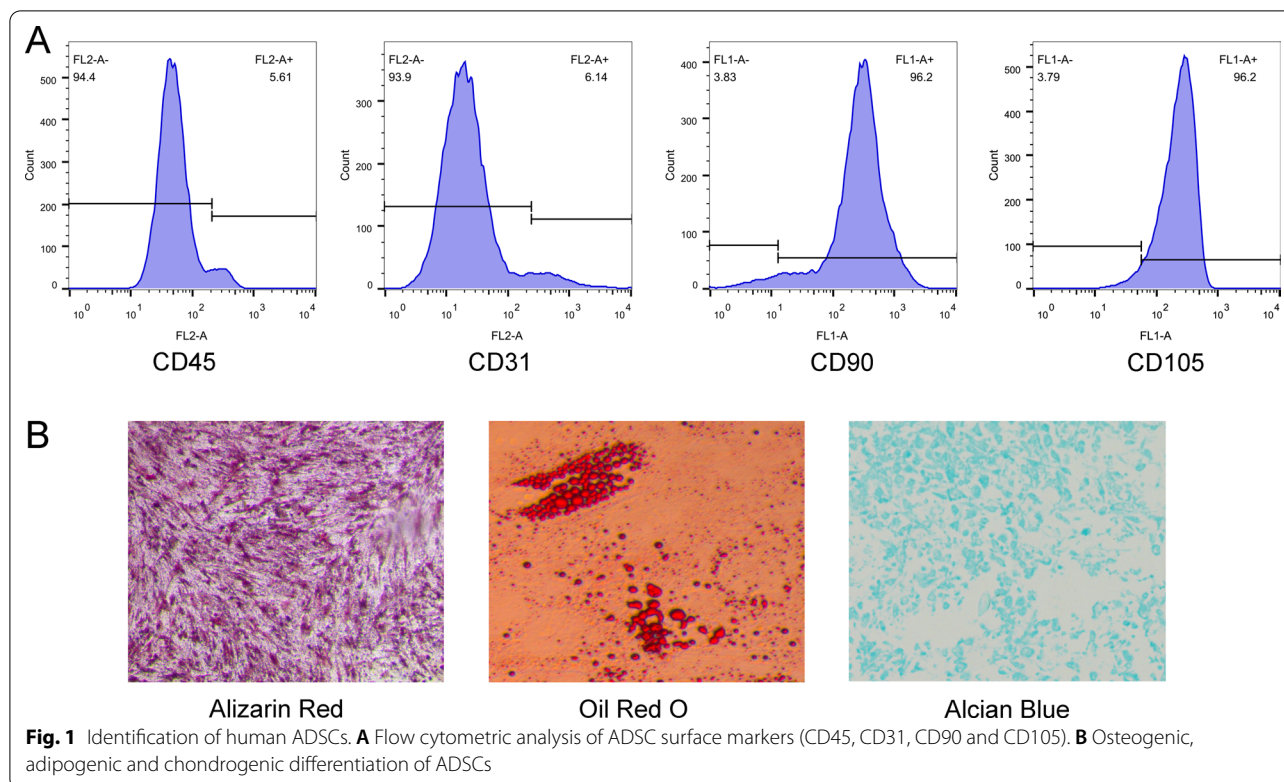 A
FL2-A- FL2-A+
94.4 5.61
500
400
300
200
100
0
Count
10^0 10^1 10^2 10^3 10^4
FL2-A
CD45
FL2-A- FL2-A+
93.9 6.14
300
200
100
0
Count
10^0 10^1 10^2 10^3 10^4
FL2-A
CD31
FL1-A- FL1-A+
3.83 96.2
400
300
200
100
0
Count
10^0 10^1 10^2 10^3 10^4
FL1-A
CD90
FL1-A- FL1-A+
3.79 96.2
500
400
300
200
100
0
Count
10^0 10^1 10^2 10^3 10^4
FL1-A
CD105
B
Alizarin Red
Oil Red O
Alcian Blue
Fig. 1 Identification of human ADSCs. A Flow cytometric analysis of ADSC surface markers (CD45, CD31, CD90 and CD105). B Osteogenic,
adipogenic and chondrogenic differentiation of ADSCs